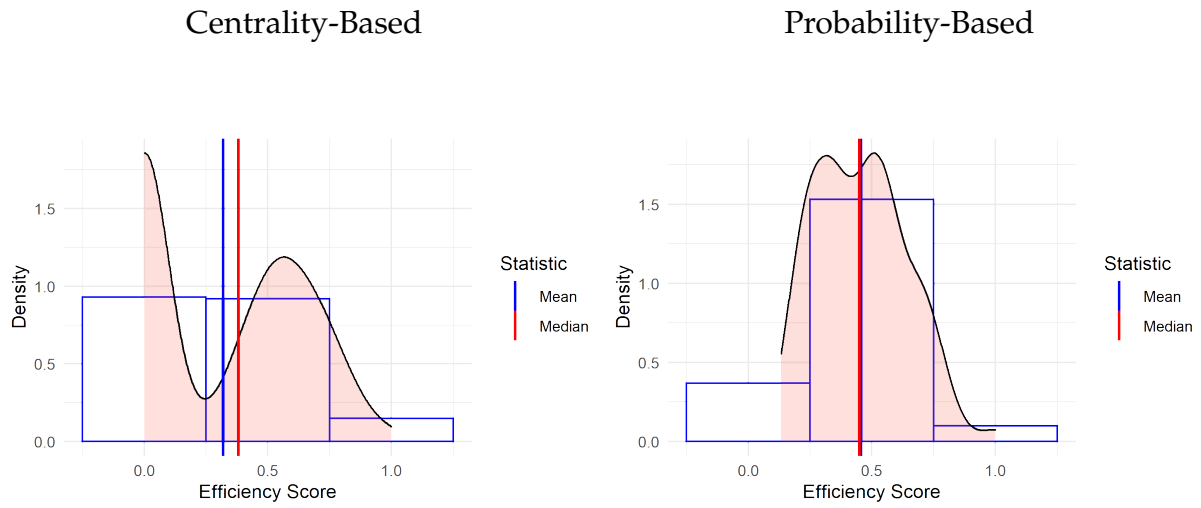 Centrality-Based
Probability-Based
Density
1.5
1.0
0.5
0.0
0.0 0.5 1.0
Efficiency Score
Statistic
Mean
Median
Density
1.5
1.0
0.5
0.0
0.0 0.5 1.0
Efficiency Score
Statistic
Mean
Median